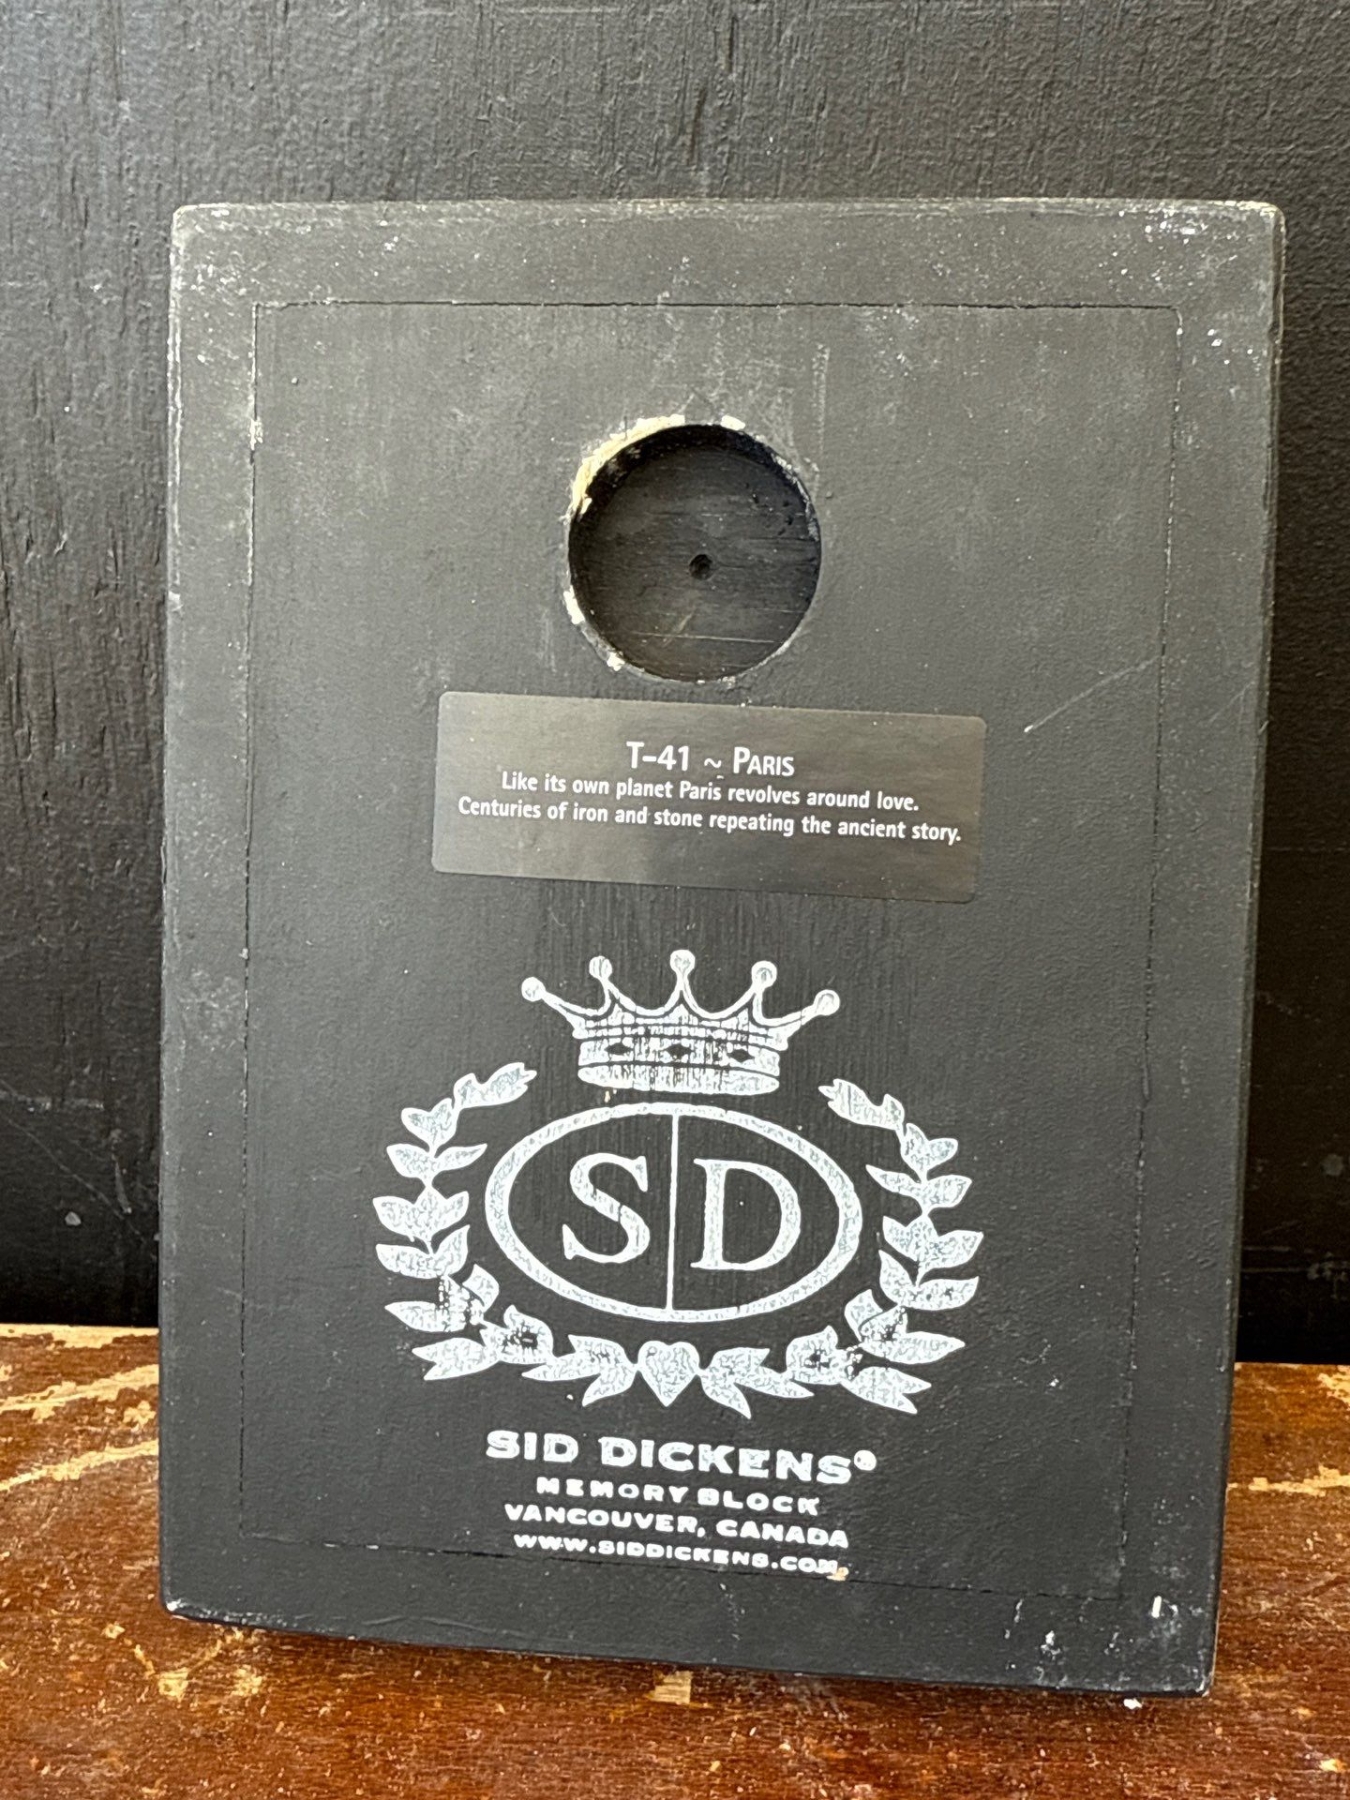 T-41 ~ PARIS
Like its own planet Paris revolves around love.
Centuries of iron and stone repeating the ancient story.
S D
SID DICKENS®
MEMORY BLOCK
VANCOUVER, CANADA
WWW.SIDDICKENS.COM